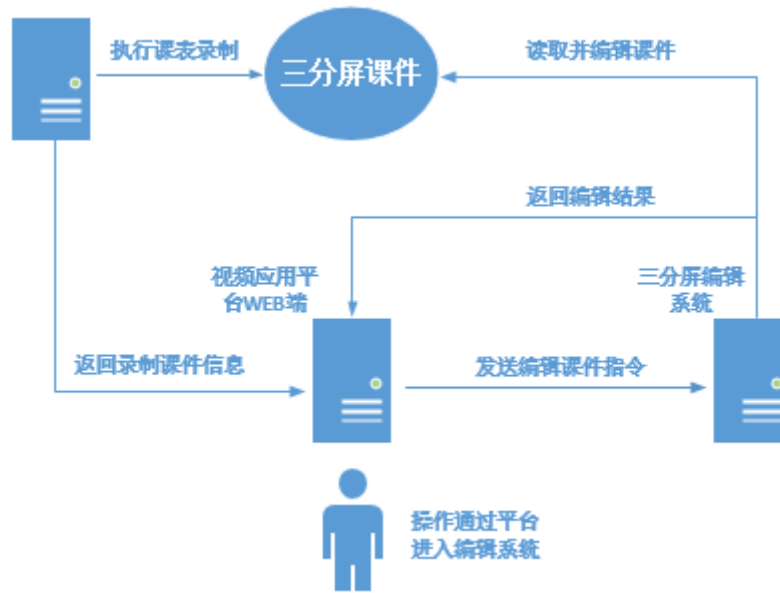 执行课表录制
三分屏课件
读取并编辑课件
返回编辑结果
视频应用平
台WEB端
三分屏编辑
系统
返回录制课件信息
发送编辑课件指令
操作通过平台
进入编辑系统